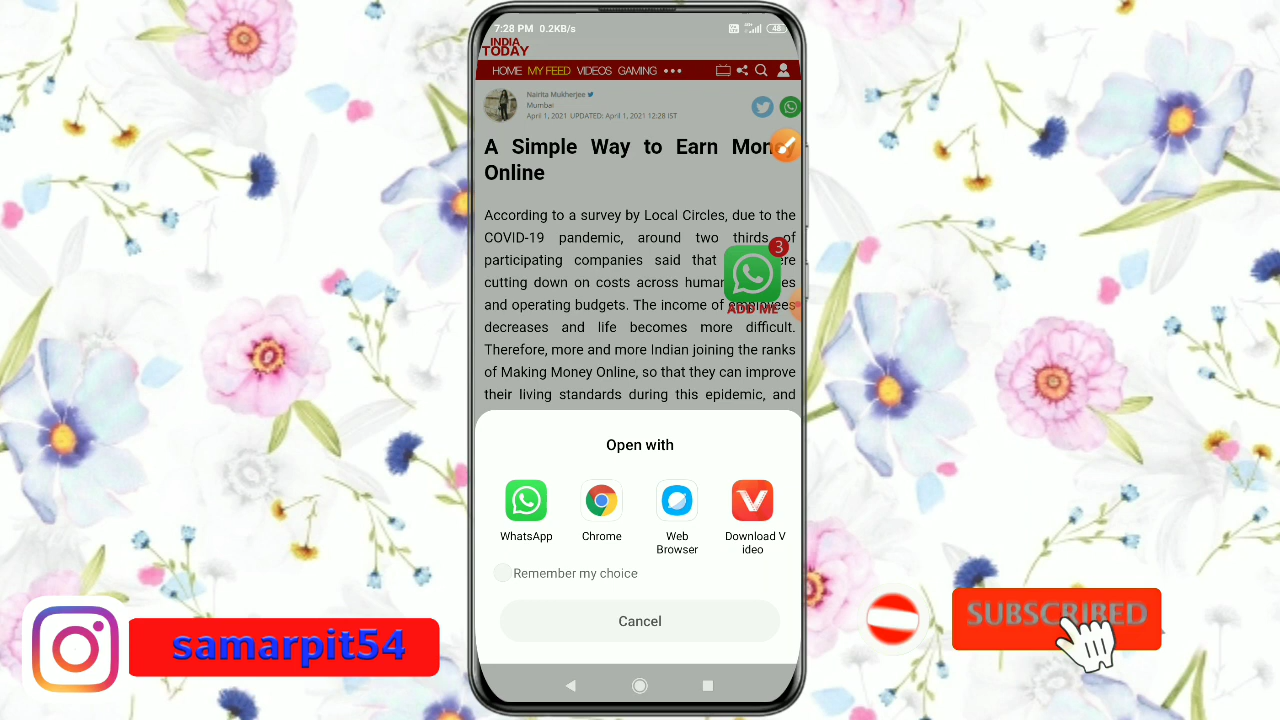 7:28 PM 0.2KB/s
48
INDIA
TODAY
HOME MY FEED VIDEOS GAMING
Nairita Mukherjee
Mumbai
April 1, 2021 UPDATED: April 1, 2021 12:28 IST
A Simple Way to Earn Money
Online
According to a survey by Local Circles, due to the
COVID-19 pandemic, around two thirds of
participating companies said that
cutting down on costs across human
3
and operating budgets. The income of employees
ADD ME
decreases and life becomes more difficult.
Therefore, more and more Indian joining the ranks
of Making Money Online, so that they can improve
their living standards during this epidemic, and
Open with
WhatsApp
Chrome
Web
Browser
Download V
ideo
Remember my choice
Cancel
samarpit54
SUBSCRIBED